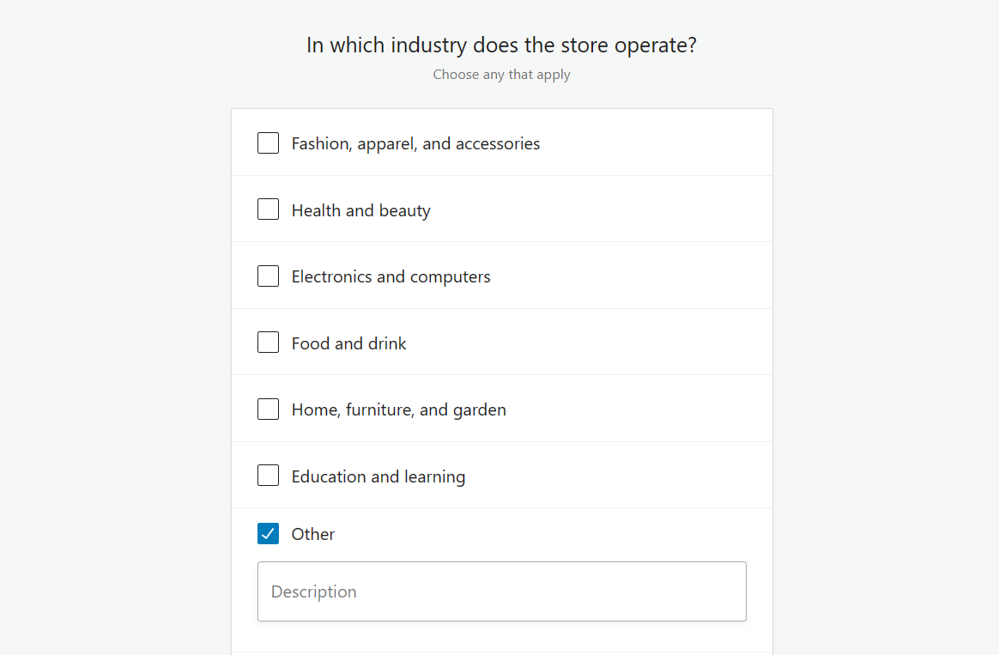 In which industry does the store operate?
Choose any that apply
Fashion, apparel, and accessories
Health and beauty
Electronics and computers
Food and drink
Home, furniture, and garden
Education and learning
Other
Description